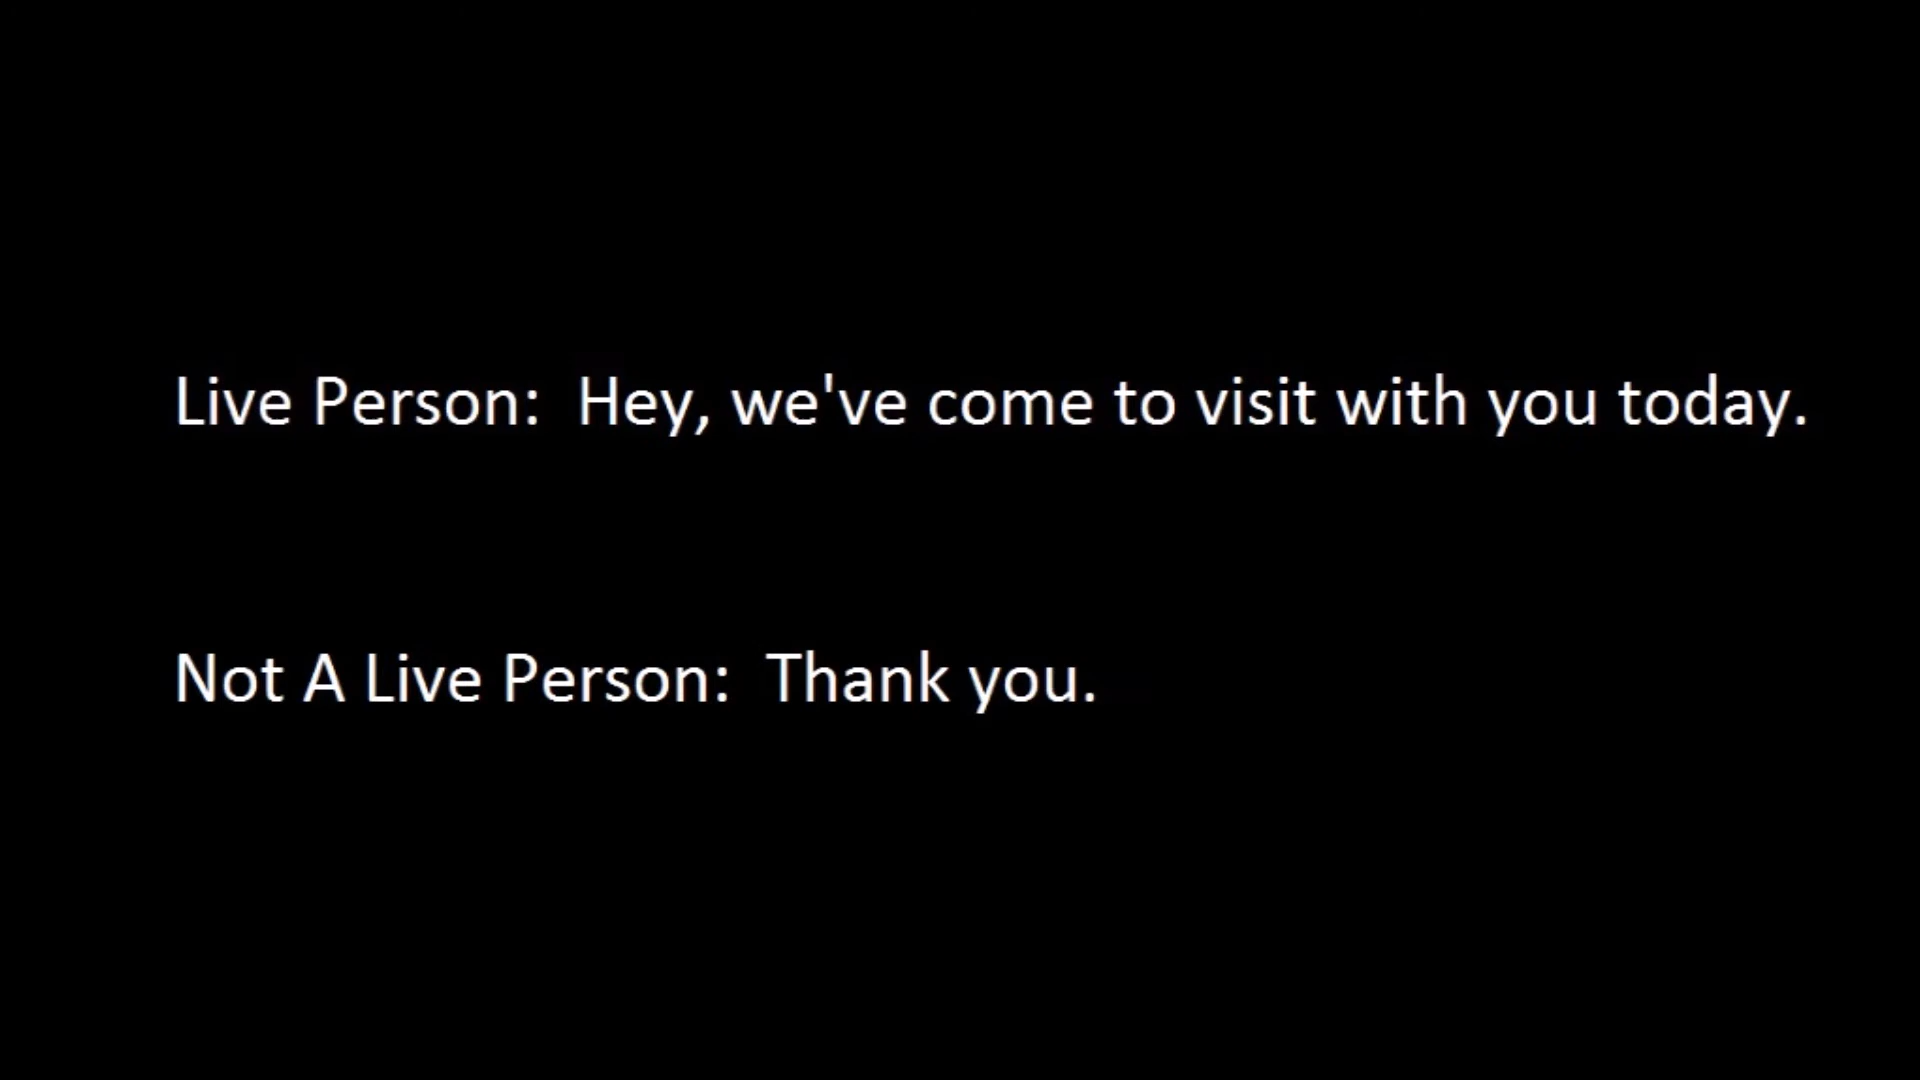 Live Person:  Hey, we've come to visit with you today.
Not A Live Person:  Thank you.